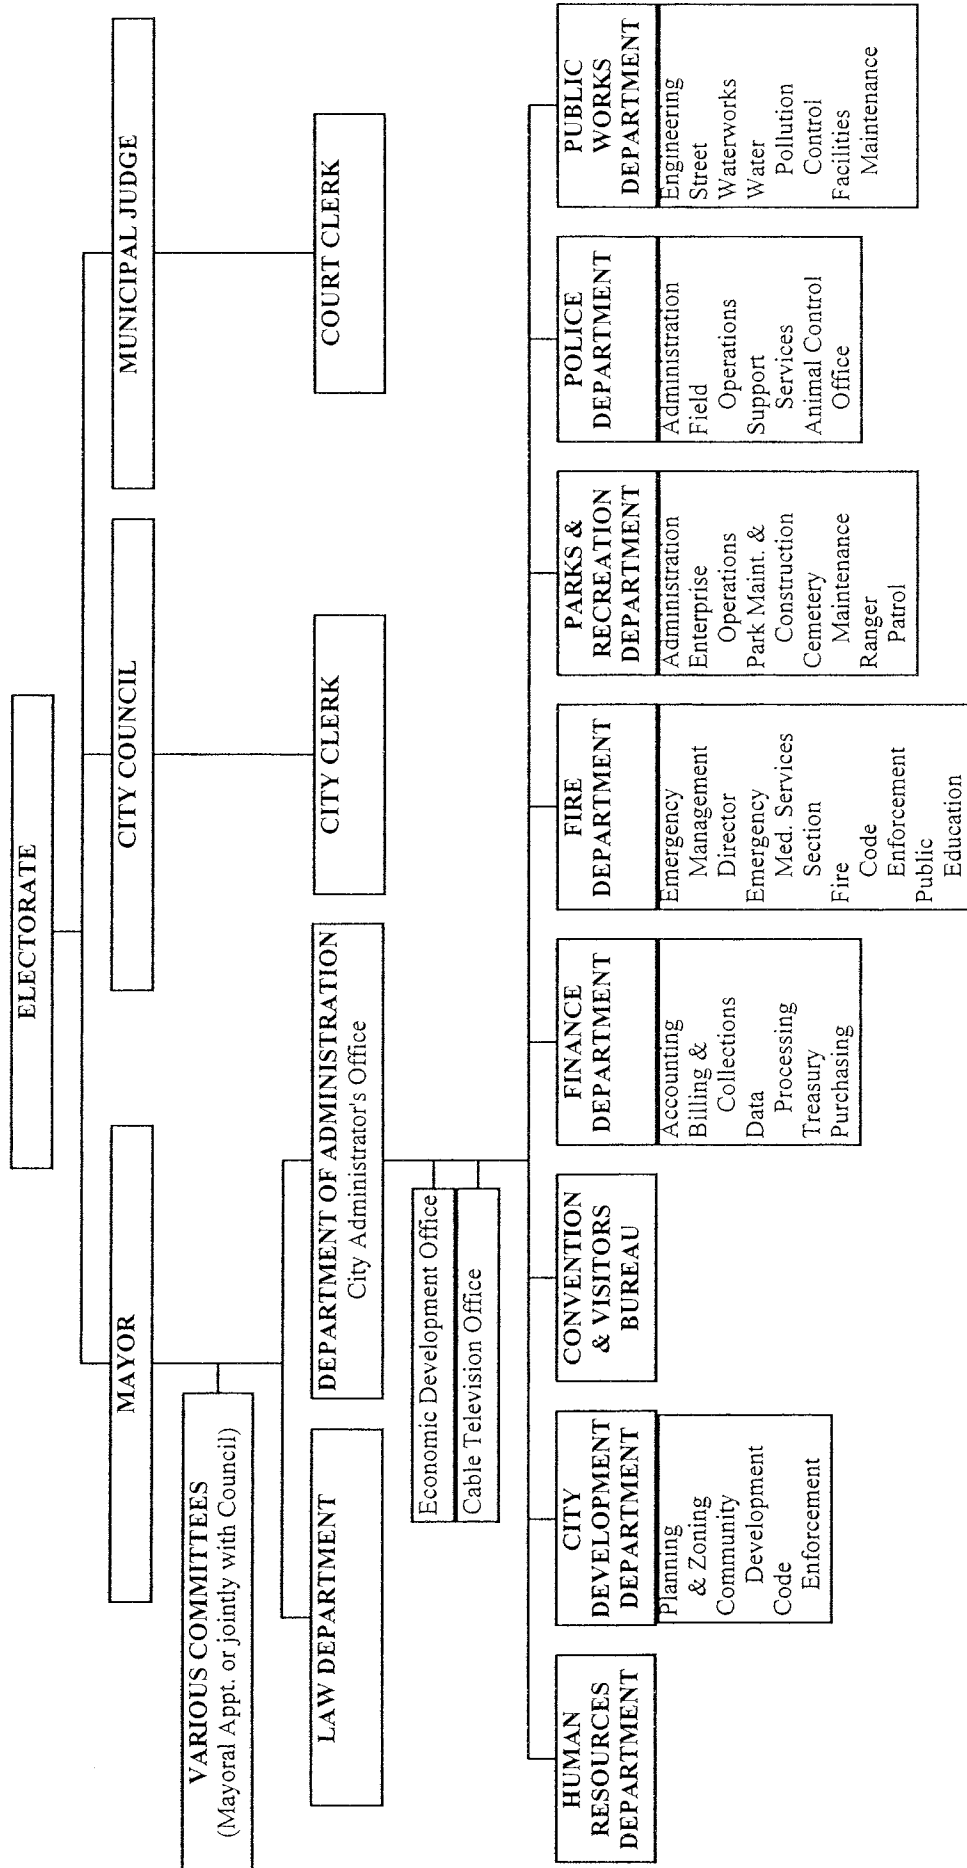 ELECTORATE
MAYOR
CITY COUNCIL
MUNICIPAL JUDGE
VARIOUS COMMITTEES
(Mayoral Appt. or jointly with Council)
LAW DEPARTMENT
DEPARTMENT OF ADMINISTRATION
City Administrator's Office
CITY CLERK
COURT CLERK
Economic Development Office
Cable Television Office
HUMAN
RESOURCES
DEPARTMENT
CITY
DEVELOPMENT
DEPARTMENT
Planning
& Zoning
Community
Development
Code
Enforcement
CONVENTION
& VISITORS
BUREAU
FINANCE
DEPARTMENT
Accounting
Billing &
Collections
Data
Processing
Treasury
Purchasing
FIRE
DEPARTMENT
Emergency
Management
Director
Emergency
Med. Services
Section
Fire
Code
Enforcement
Public
Education
PARKS &
RECREATION
DEPARTMENT
Administration
Enterprise
Operations
Park Maint. &
Construction
Cemetery
Maintenance
Ranger
Patrol
POLICE
DEPARTMENT
Administration
Field
Operations
Support
Services
Animal Control
Office
PUBLIC
WORKS
DEPARTMENT
Engineering
Street
Waterworks
Water
Pollution
Control
Facilities
Maintenance